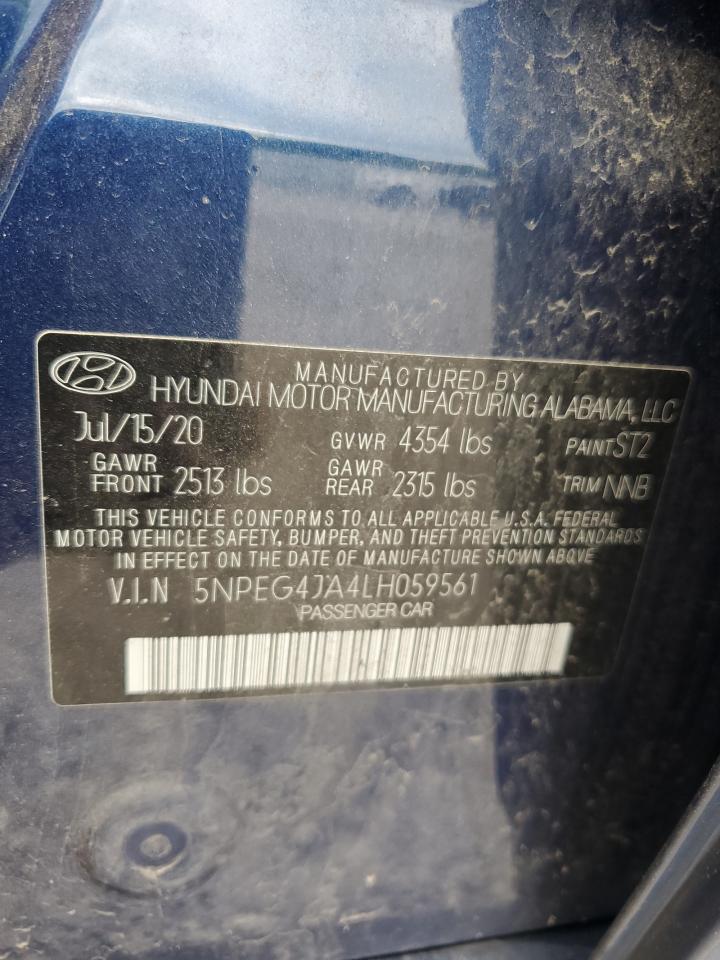 MANUFACTURED BY
HYUNDAI MOTOR MANUFACTURING ALABAMA, LLC
Jul/15/20 GVWR 4354 lbs PAINT ST2
GAWR FRONT 2513 lbs GAWR REAR 2315 lbs TRIM NNB
THIS VEHICLE CONFORMS TO ALL APPLICABLE U.S.A. FEDERAL
MOTOR VEHICLE SAFETY, BUMPER, AND THEFT PREVENTION STANDARDS
IN EFFECT ON THE DATE OF MANUFACTURE SHOWN ABOVE
V.I.N 5NPEG4JA4LH059561
PASSENGER CAR